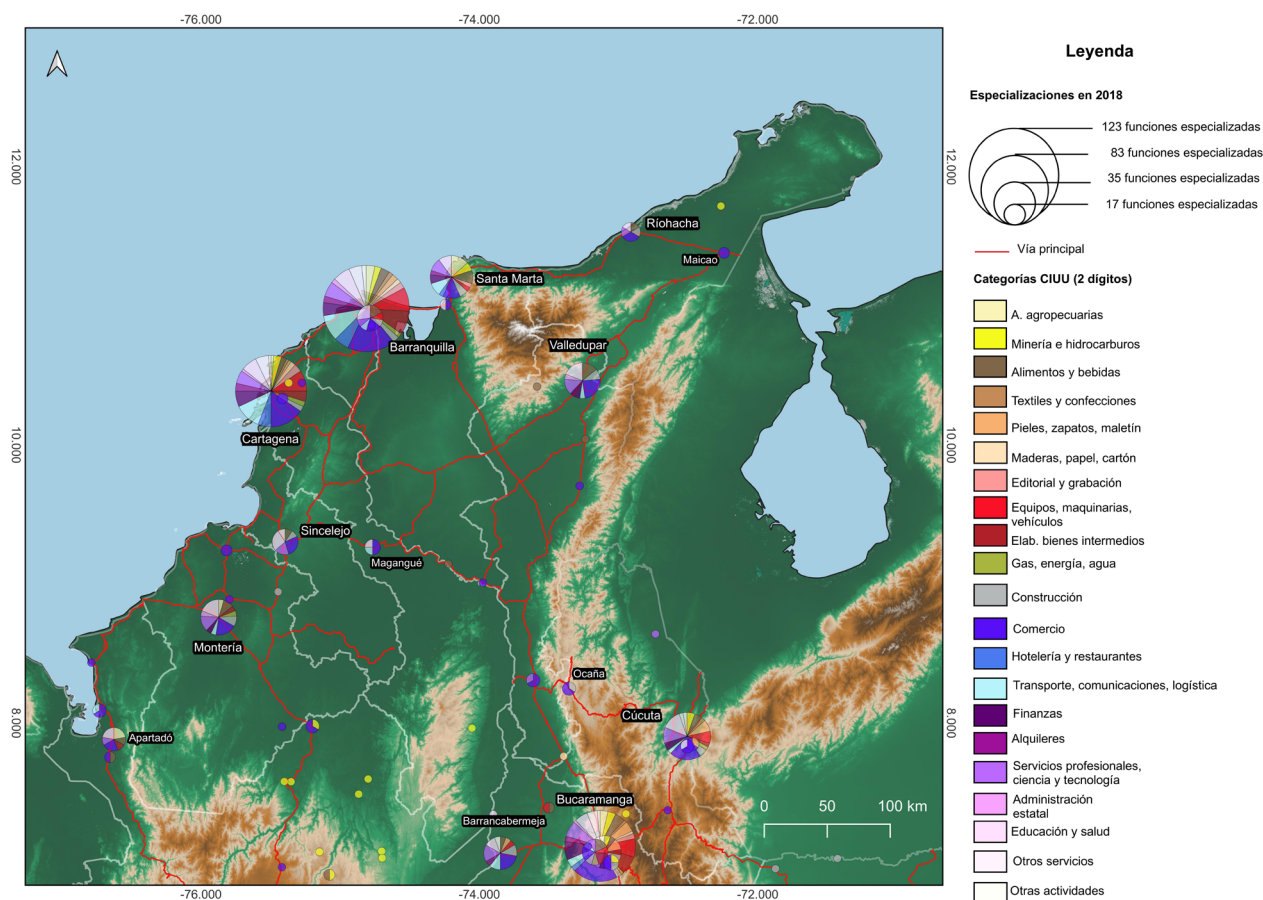 -76.000
-74.000
-72.000
12.000
12.000
10.000
10.000
8.000
8.000
Ríohacha
Maicao
Santa Marta
Barranquilla
Valledupar
Cartagena
Sincelejo
Magangué
Montería
Ocaña
Cúcuta
Apartadó
Bucaramanga
Barrancabermeja
0
50
100 km
-76.000
-74.000
-72.000
Leyenda
Especializaciones en 2018
123 funciones especializadas
83 funciones especializadas
35 funciones especializadas
17 funciones especializadas
Vía principal
Categorías CIUU (2 dígitos)
A. agropecuarias
Minería e hidrocarburos
Alimentos y bebidas
Textiles y confecciones
Pieles, zapatos, maletín
Maderas, papel, cartón
Editorial y grabación
Equipos, maquinarias,
vehículos
Elab. bienes intermedios
Gas, energía, agua
Construcción
Comercio
Hotelería y restaurantes
Transporte, comunicaciones, logística
Finanzas
Alquileres
Servicios profesionales,
ciencia y tecnología
Administración
estatal
Educación y salud
Otros servicios
Otras actividades